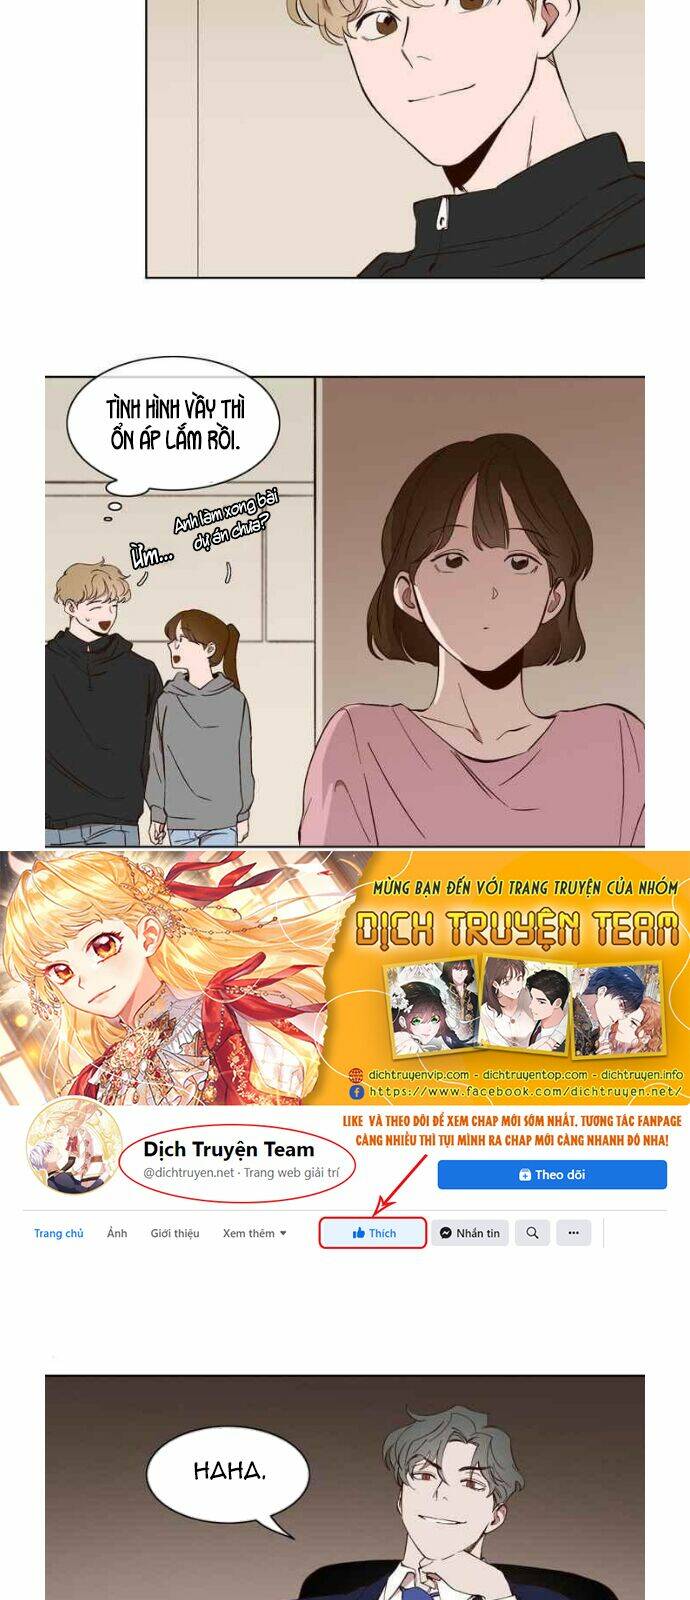 TÌNH HÌNH VẦY THÌ
ỔN ÁP LẮM RỒI.
ỪM...
Anh làm xong bài
dự án chưa?
MỪNG BẠN ĐẾN VỚI TRANG TRUYỆN CỦA NHÓM
DỊCH TRUYỆN TEAM
dichtruyenvip.com - dichtruyentop.com - dichtruyen.info
https://www.facebook.com/dichtruyen.net/
LIKE VÀ THEO DÕI ĐỂ XEM CHAP MỚI SỚM NHẤT. TƯƠNG TÁC FANPAGE
CÀNG NHIỀU THÌ TỤI MÌNH RA CHAP MỚI CÀNG NHANH ĐÓ NHA!
Dịch Truyện Team
@dichtruyen.net · Trang web giải trí
Theo dõi
Trang chủ Ảnh Giới thiệu Xem thêm Thích Nhắn tin
HAHA.